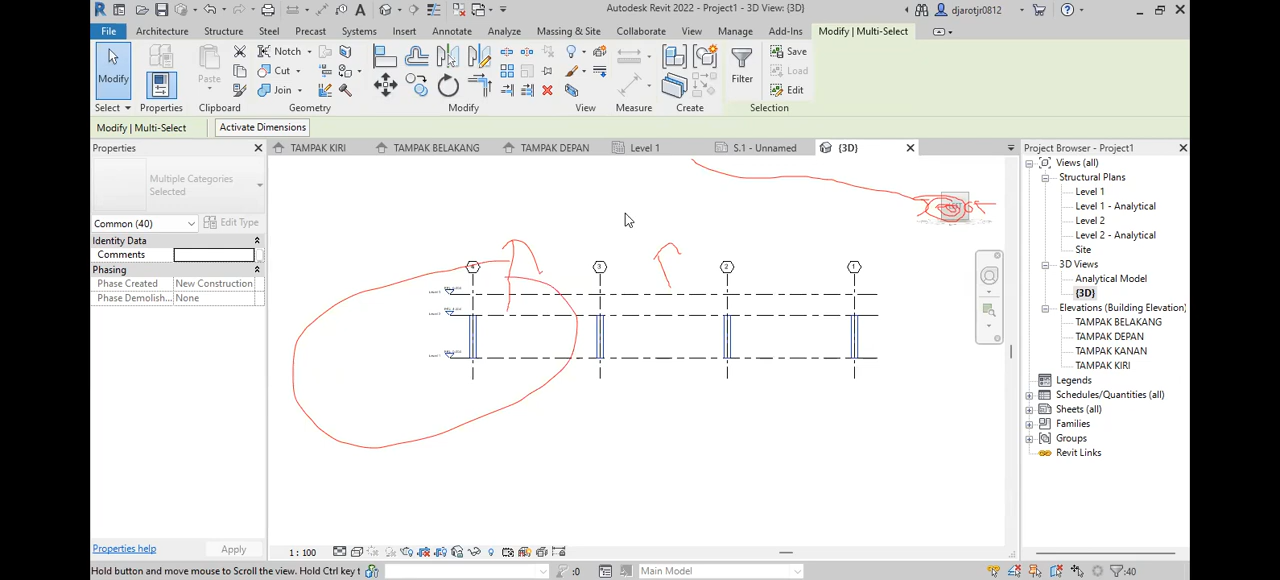 Autodesk Revit 2022 - Project1 - 3D View: {3D}
djarotjr0812
File
Architecture
Structure
Steel
Precast
Systems
Insert
Annotate
Analyze
Massing & Site
Collaborate
View
Manage
Add-Ins
Modify | Multi-Select
Modify
Paste
Notch
Cut
Join
Filter
Save
Load
Edit
Select
Properties
Clipboard
Geometry
Modify
View
Measure
Create
Selection
Modify | Multi-Select
Activate Dimensions
Properties
TAMPAK KIRI
TAMPAK BELAKANG
TAMPAK DEPAN
Level 1
S.1 - Unnamed
{3D}
Project Browser - Project1
Multiple Categories
Selected
Common (40)
Edit Type
Identity Data
Comments
Phasing
Phase Created
New Construction
Phase Demolish...
None
Properties help
Apply
4
3
2
1
Views (all)
Structural Plans
Level 1
Level 1 - Analytical
Level 2
Level 2 - Analytical
Site
3D Views
Analytical Model
{3D}
Elevations (Building Elevation)
TAMPAK BELAKANG
TAMPAK DEPAN
TAMPAK KANAN
TAMPAK KIRI
Legends
Schedules/Quantities (all)
Sheets (all)
Families
Groups
Revit Links
1 : 100
Hold button and move mouse to Scroll the view. Hold Ctrl key t
:0
Main Model
:40